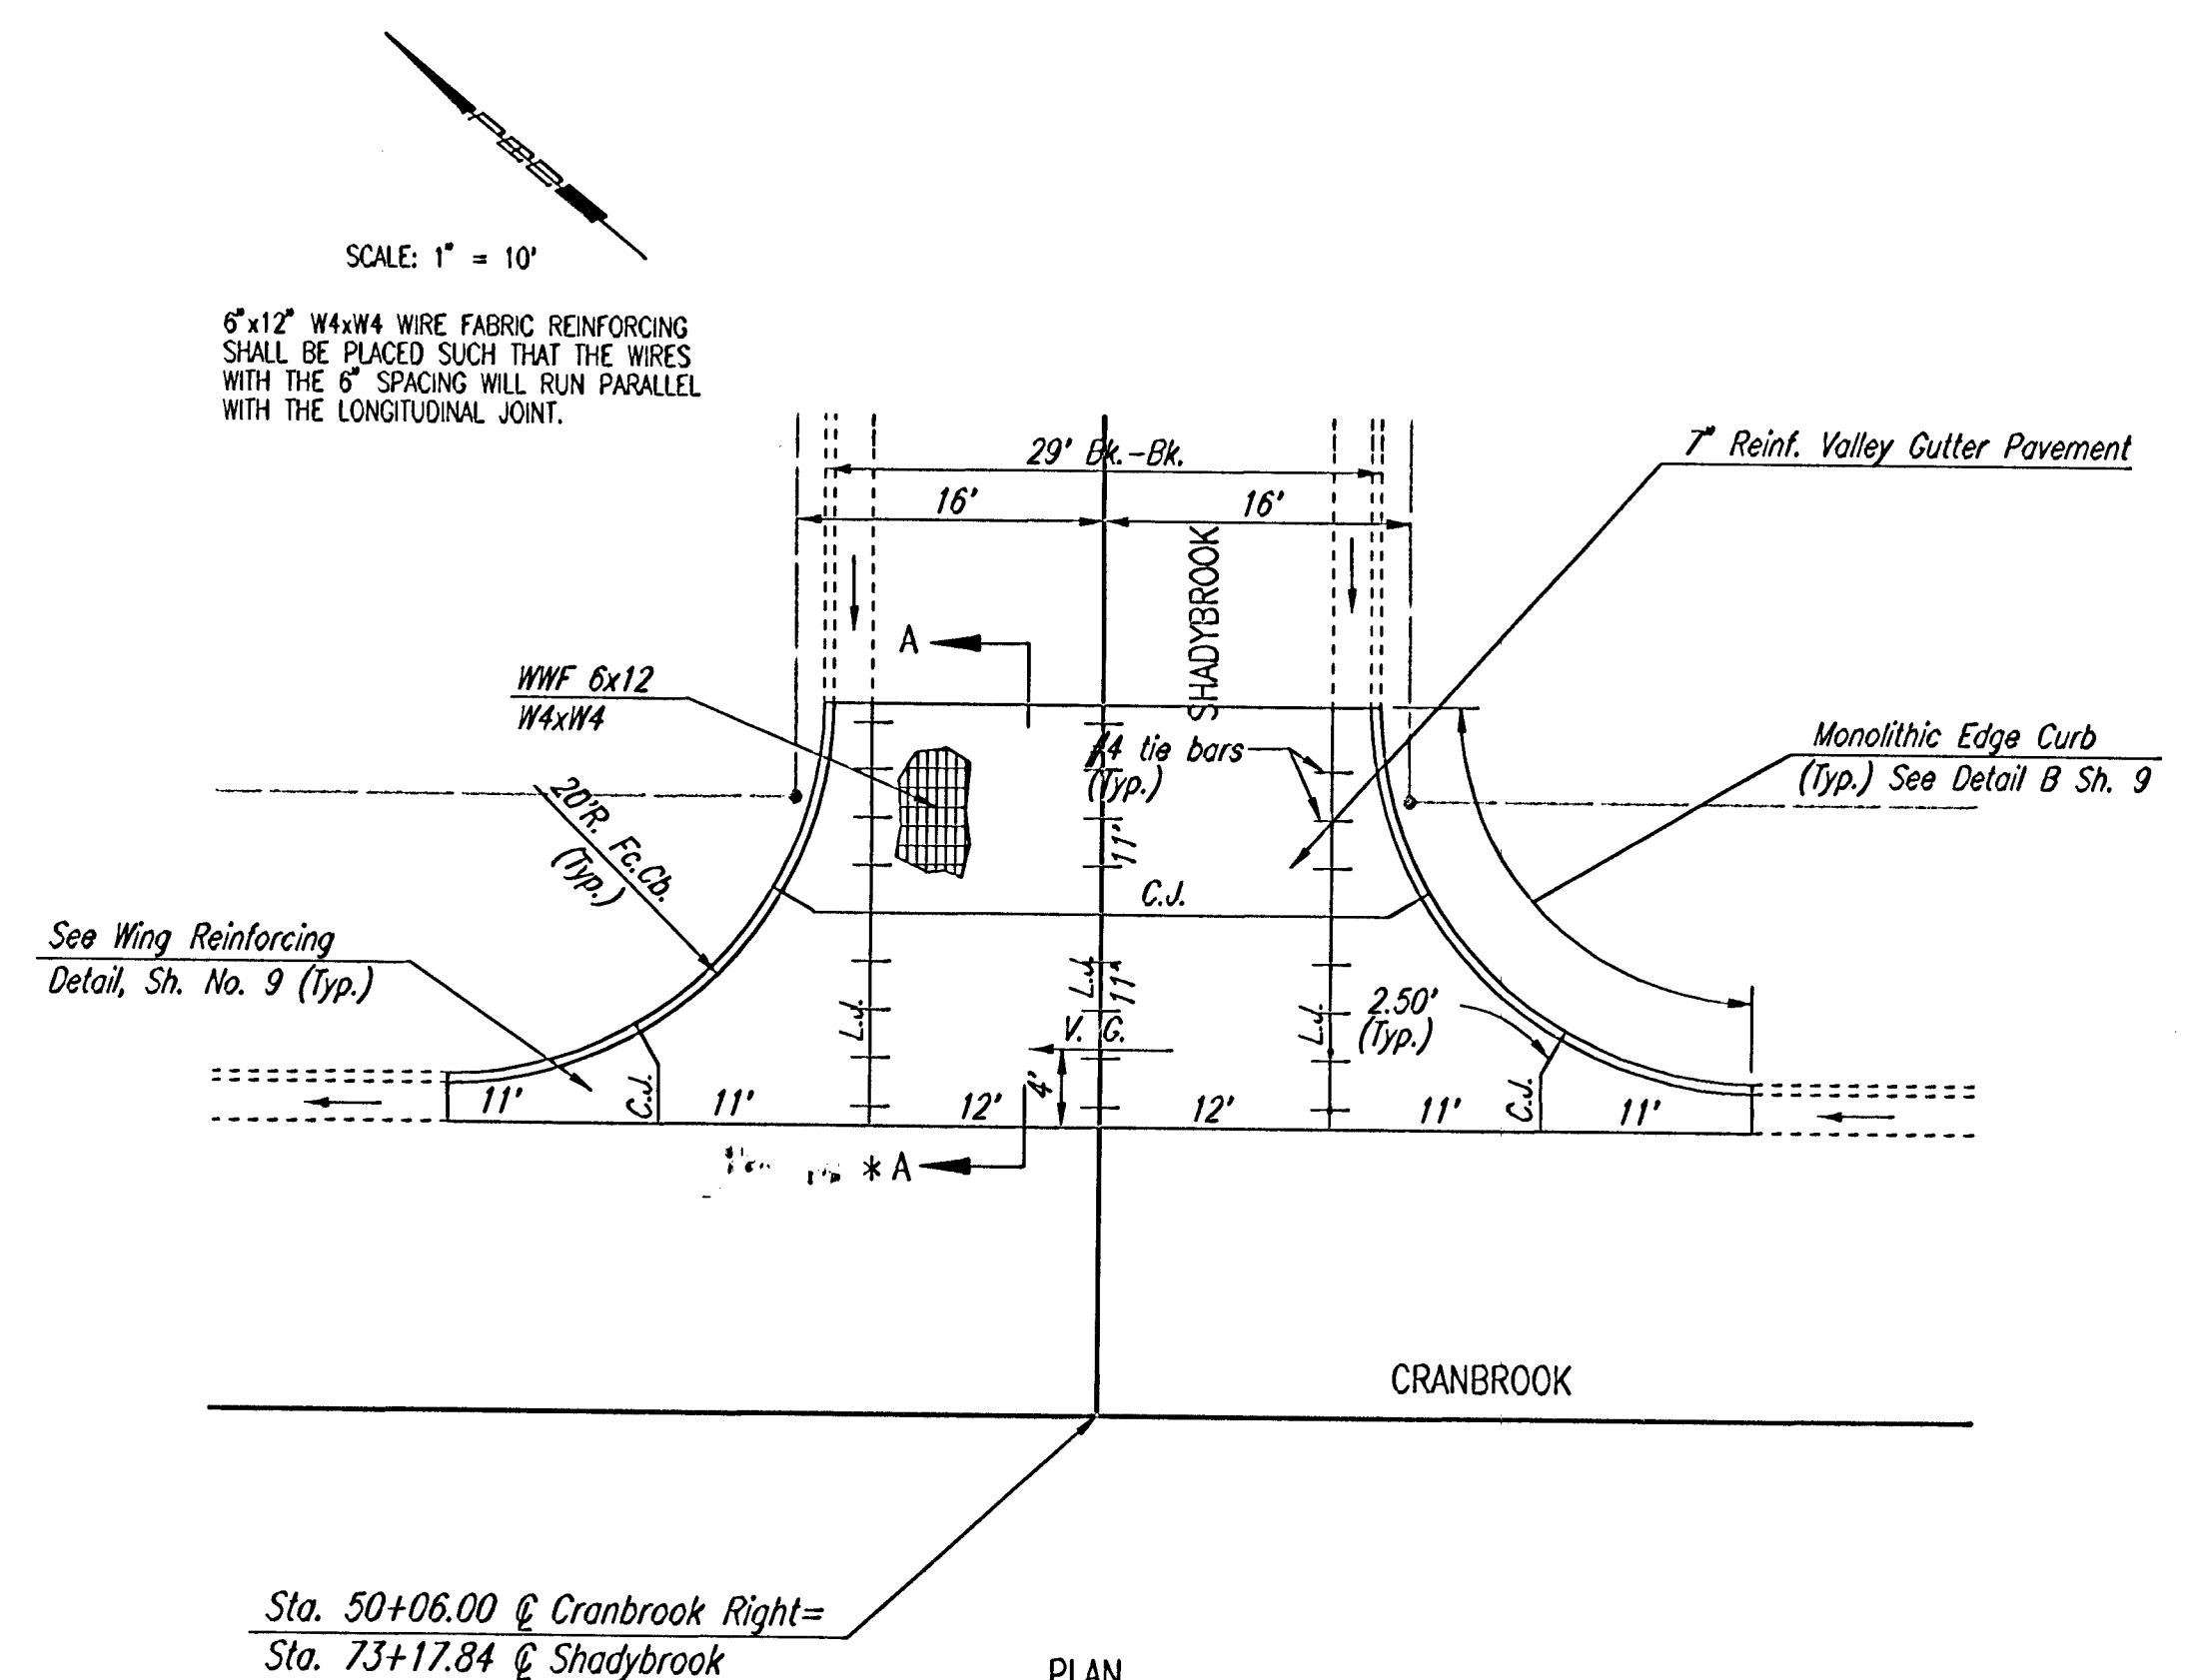 SCALE: 1" = 10'
6"x12" W4xW4 WIRE FABRIC REINFORCING
SHALL BE PLACED SUCH THAT THE WIRES
WITH THE 6" SPACING WILL RUN PARALLEL
WITH THE LONGITUDINAL JOINT.
29' Bk.-Bk.
16'
16'
7" Reinf. Valley Gutter Pavement
SHADYBROOK
A
WWF 6x12
W4xW4
#4 tie bars
(Typ.)
Monolithic Edge Curb
(Typ.) See Detail B Sh. 9
20'R. Fc.Cb.
(Typ.)
11'
C.J.
See Wing Reinforcing
Detail, Sh. No. 9 (Typ.)
L.J.
L.J.
11'
L.J.
2.50'
(Typ.)
V. G.
4'
11'
C.J.
11'
12'
12'
11'
C.J.
11'
* A
CRANBROOK
Sta. 50+06.00 ℄ Cranbrook Right=
Sta. 73+17.84 ℄ Shadybrook
PLAN